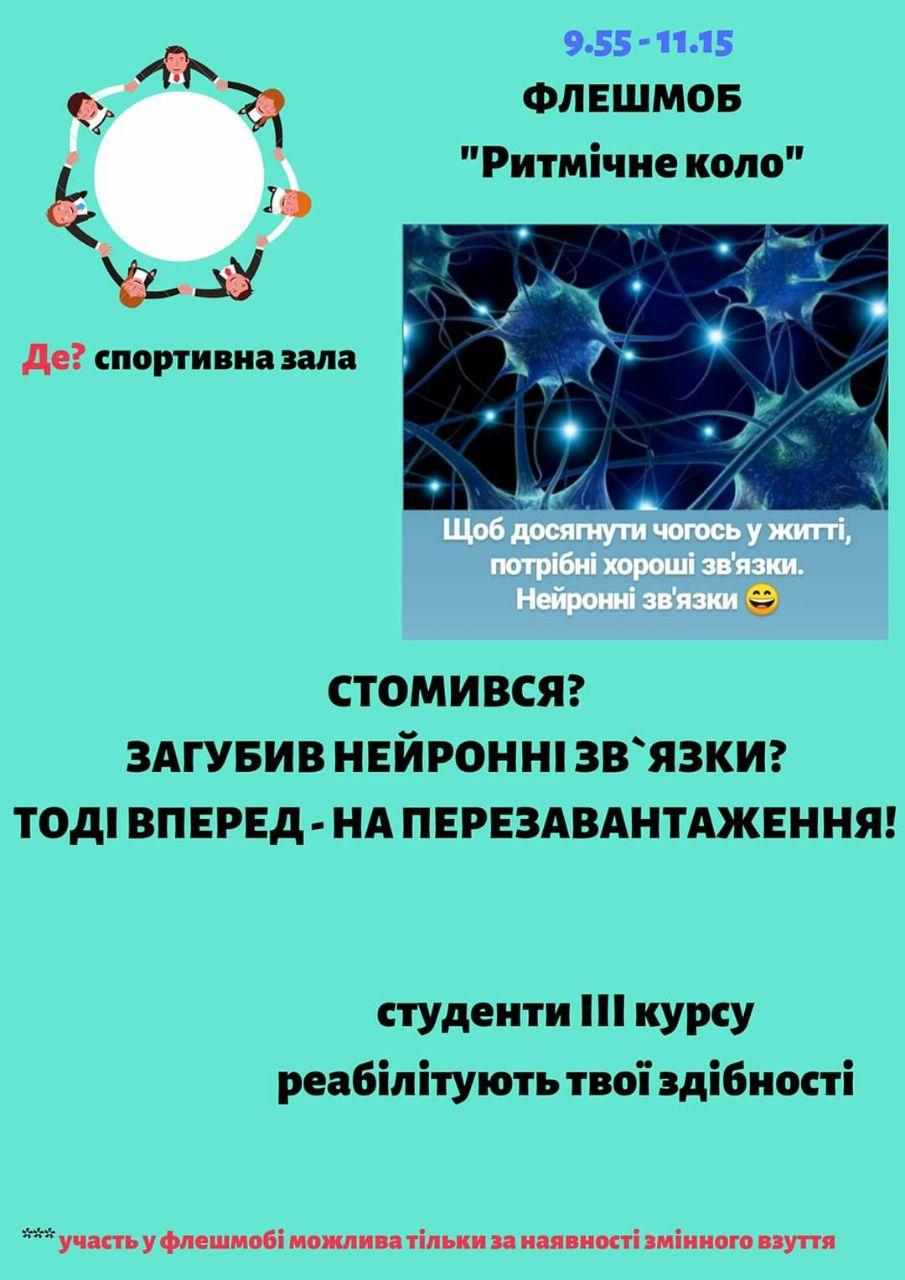 9.55 - 11.15
ФЛЕШМОБ
"Ритмічне коло"
Де? спортивна зала
Щоб досягнути чогось у житті,
потрібні хороші зв'язки.
Нейронні зв'язки 😄
СТОМИВСЯ?
ЗАГУБИВ НЕЙРОННІ ЗВ`ЯЗКИ?
ТОДІ ВПЕРЕД - НА ПЕРЕЗАВАНТАЖЕННЯ!
студенти III курсу
реабілітують твої здібності
*** участь у флешмобі можлива тільки за наявності змінного взуття